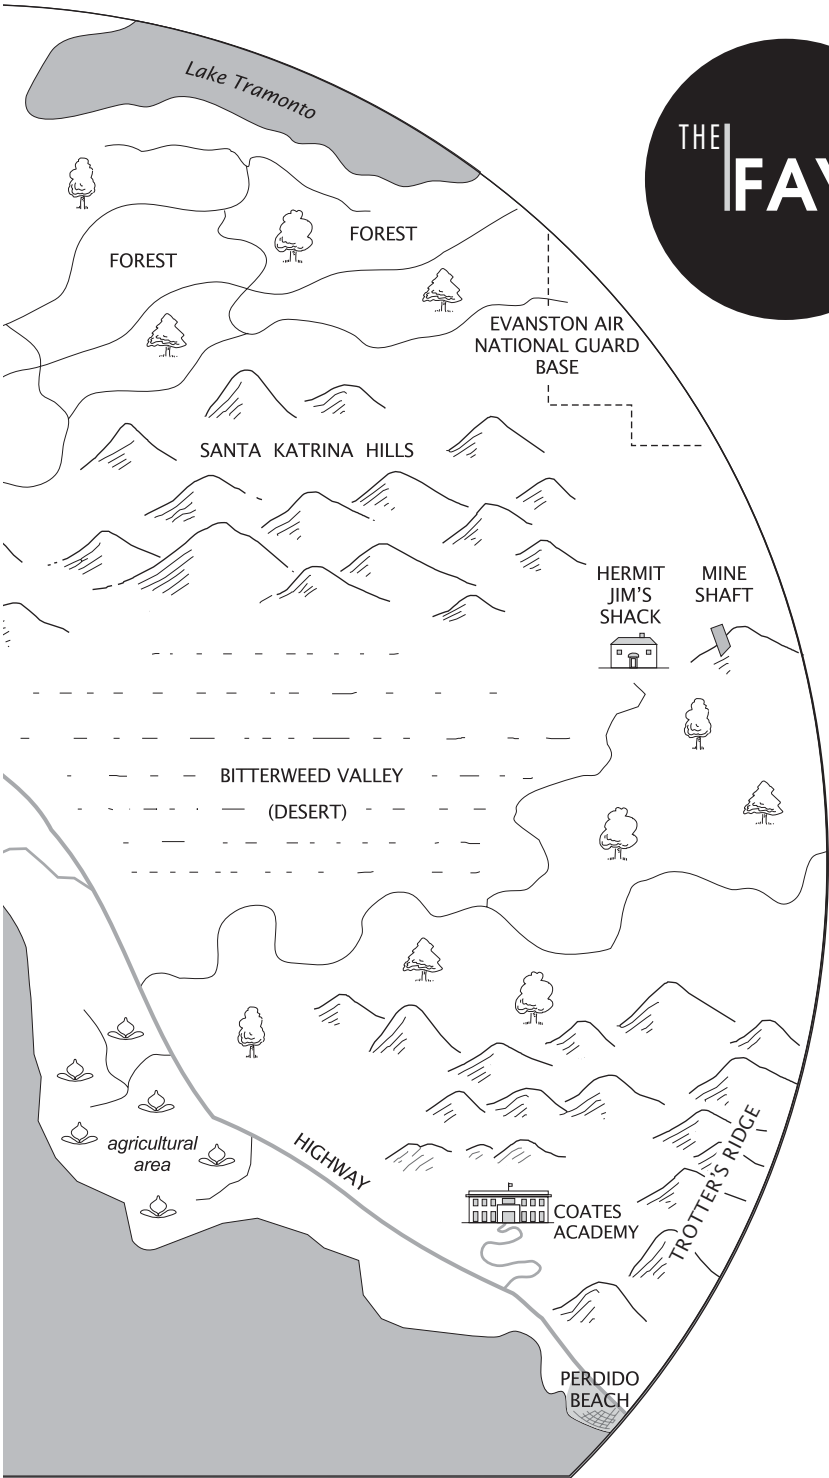 Lake Tramonto
THE
FAY
FOREST
FOREST
EVANSTON AIR
NATIONAL GUARD
BASE
SANTA KATRINA HILLS
HERMIT
JIM’S
SHACK
MINE
SHAFT
BITTERWEED VALLEY
(DESERT)
agricultural
area
HIGHWAY
TROTTER’S RIDGE
COATES
ACADEMY
PERDIDO
BEACH